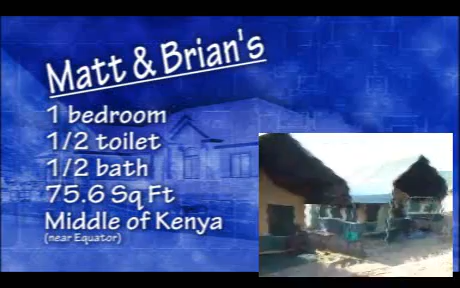 Matt & Brian's
1 bedroom
1/2 toilet
1/2 bath
75.6 Sq Ft
Middle of Kenya
(near Equator)